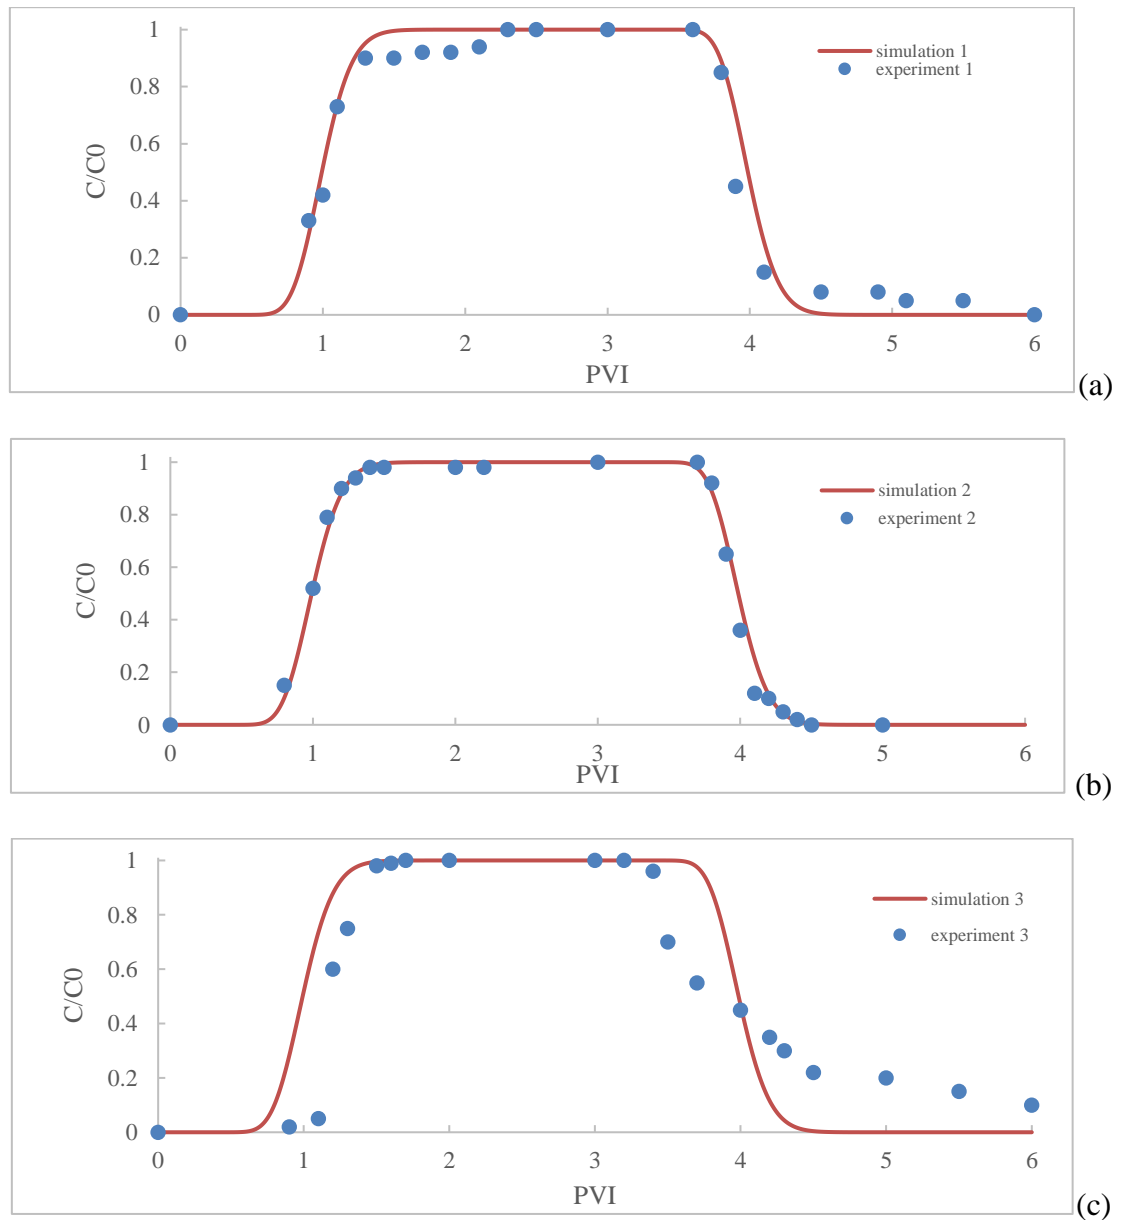 1
0.8
0.6
0.4
0.2
0
C/C0
0 1 2 3 4 5 6
PVI
simulation 1
experiment 1
(a)
1
0.8
0.6
0.4
0.2
0
C/C0
0 1 2 3 4 5 6
PVI
simulation 2
experiment 2
(b)
1
0.8
0.6
0.4
0.2
0
C/C0
0 1 2 3 4 5 6
PVI
simulation 3
experiment 3
(c)